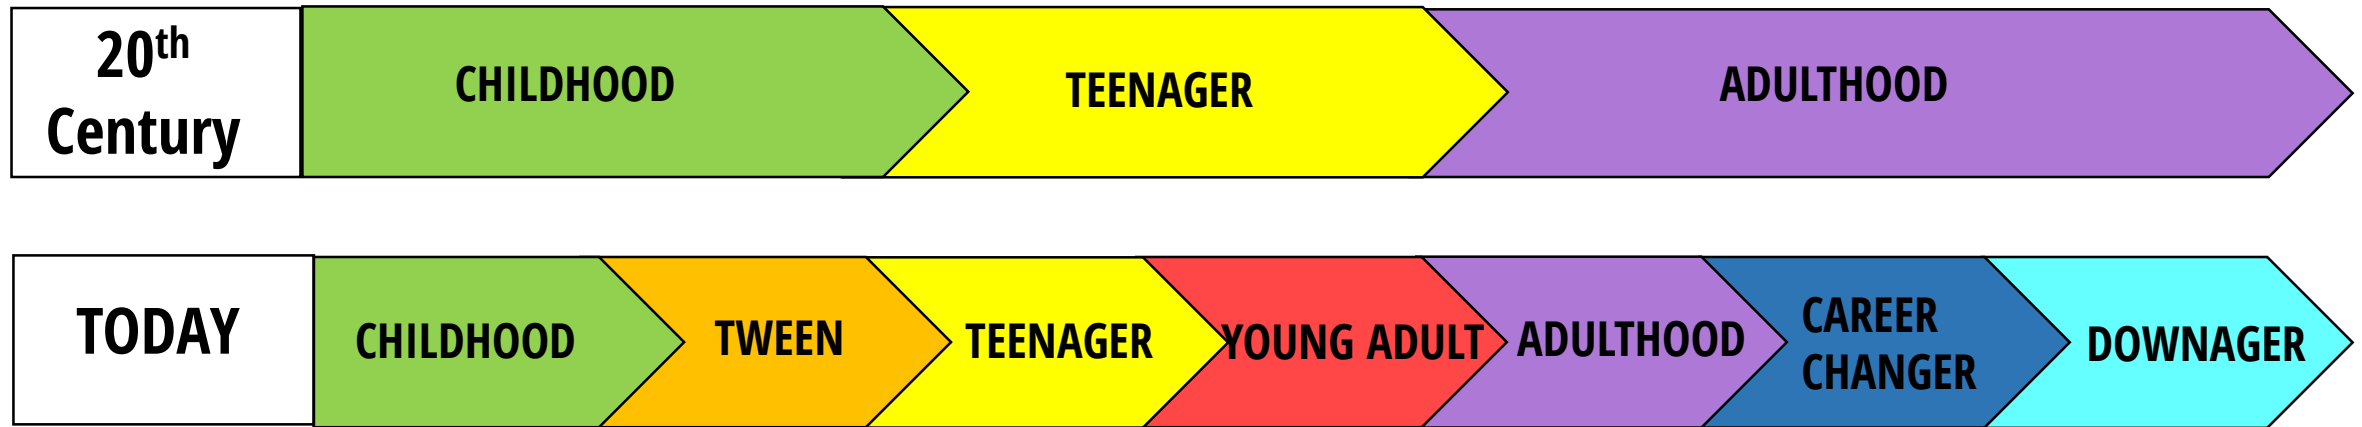 20th
Century
CHILDHOOD
TEENAGER
ADULTHOOD
TODAY
CHILDHOOD
TWEEN
TEENAGER
YOUNG ADULT
ADULTHOOD
CAREER
CHANGER
DOWNAGER